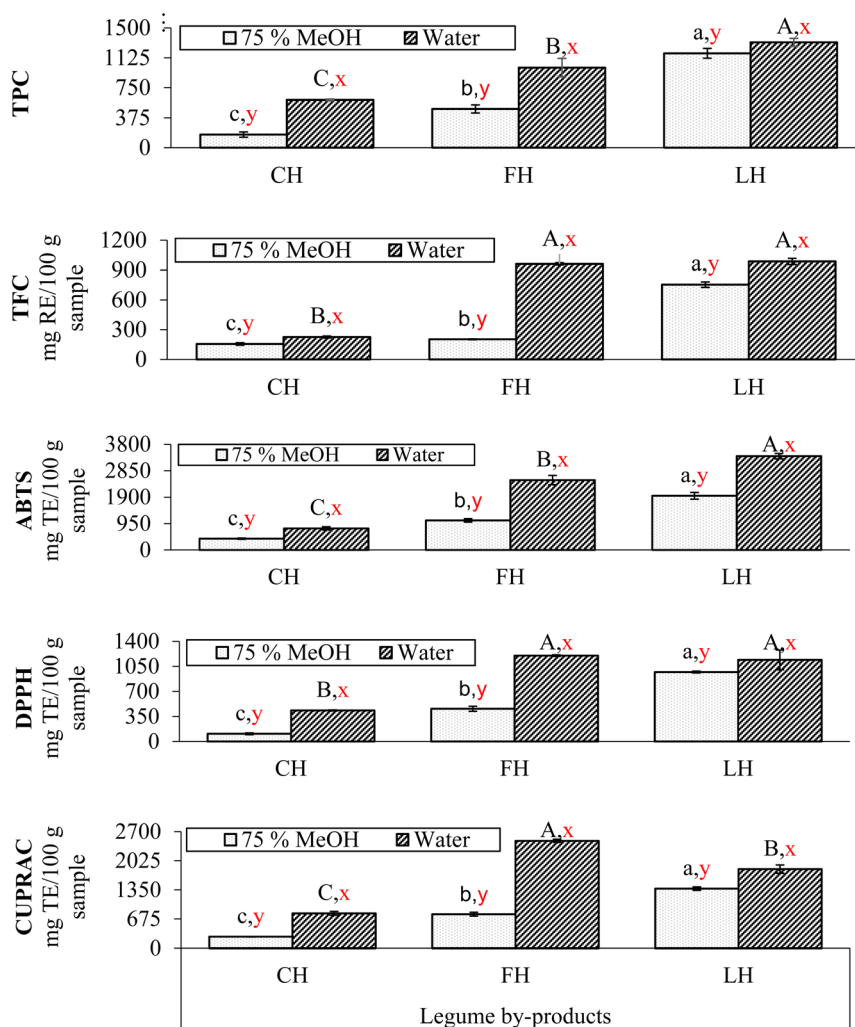 75 % MeOH Water
TPC
1500
1125
750
375
0
c,y
C,x
b,y
B,x
a,y
A,x
CH
FH
LH
75 % MeOH Water
TFC
mg RE/100 g
sample
1200
900
600
300
0
c,y
B,x
b,y
A,x
a,y
A,x
CH
FH
LH
75 % MeOH Water
ABTS
mg TE/100 g
sample
3800
2850
1900
950
0
c,y
C,x
b,y
B,x
a,y
A,x
CH
FH
LH
75 % MeOH Water
DPPH
mg TE/100 g
sample
1400
1050
700
350
0
c,y
B,x
b,y
A,x
a,y
A,x
CH
FH
LH
75 % MeOH Water
CUPRAC
mg TE/100 g
sample
2700
2025
1350
675
0
c,y
C,x
b,y
A,x
a,y
B,x
CH
FH
LH
Legume by-products